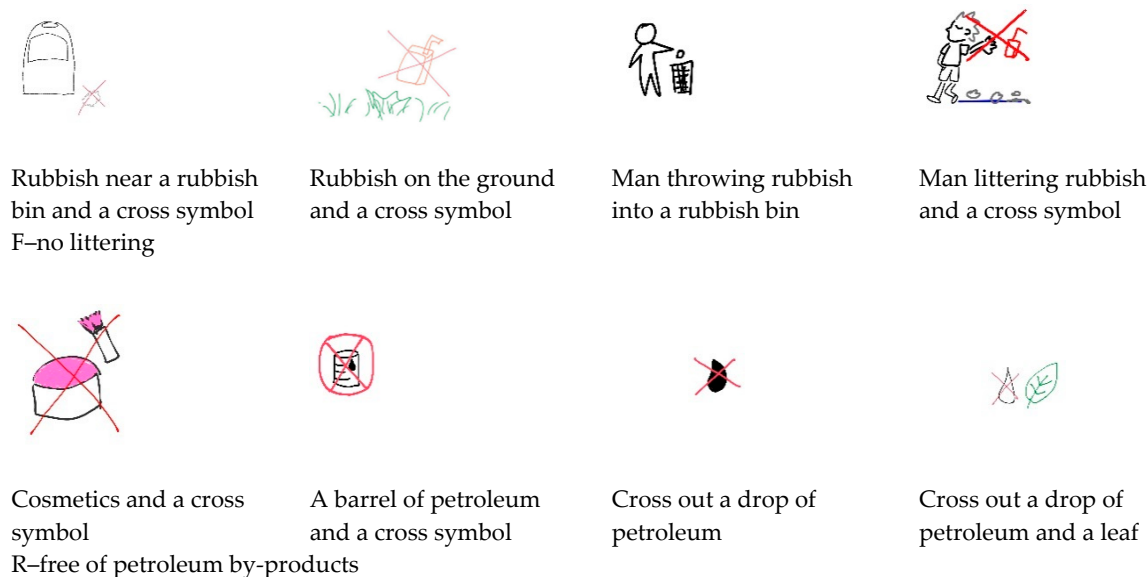 Rubbish near a rubbish
bin and a cross symbol
Rubbish on the ground
and a cross symbol
Man throwing rubbish
into a rubbish bin
Man littering rubbish
and a cross symbol
F–no littering
Cosmetics and a cross
symbol
A barrel of petroleum
and a cross symbol
Cross out a drop of
petroleum
Cross out a drop of
petroleum and a leaf
R–free of petroleum by-products